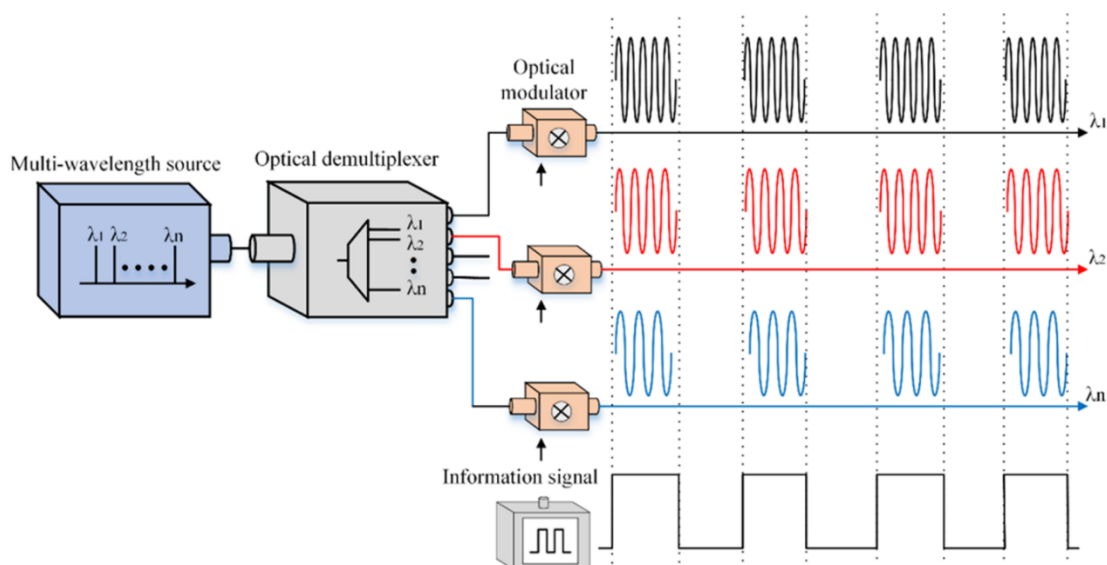 Optical
modulator
λ1
Multi-wavelength source
Optical demultiplexer
λ1
λ2
λn
λ1
λ2
λn
λ2
λn
Information signal